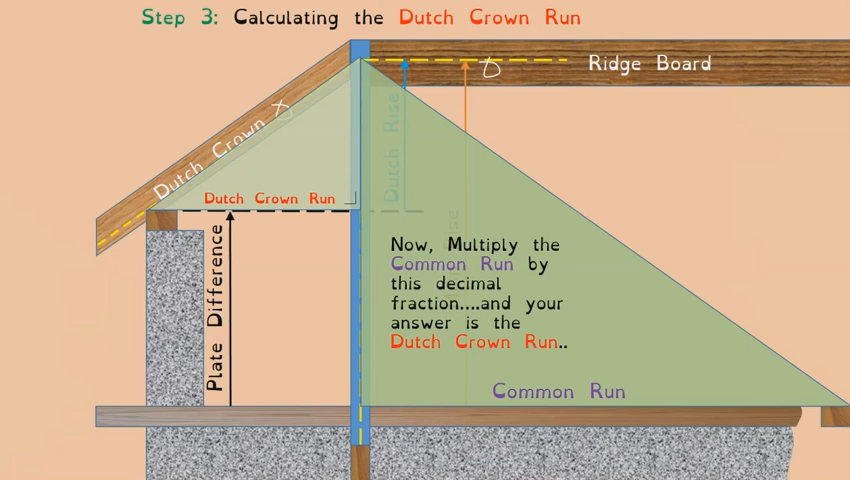 Step 3: Calculating the Dutch Crown Run
Ridge Board
D
Dutch Crown
Dutch Rise
Dutch Crown Run
Plate Difference
Now, Multiply the
Common Run by
this decimal
fraction....and your
answer is the
Dutch Crown Run..
Rise
Common Run